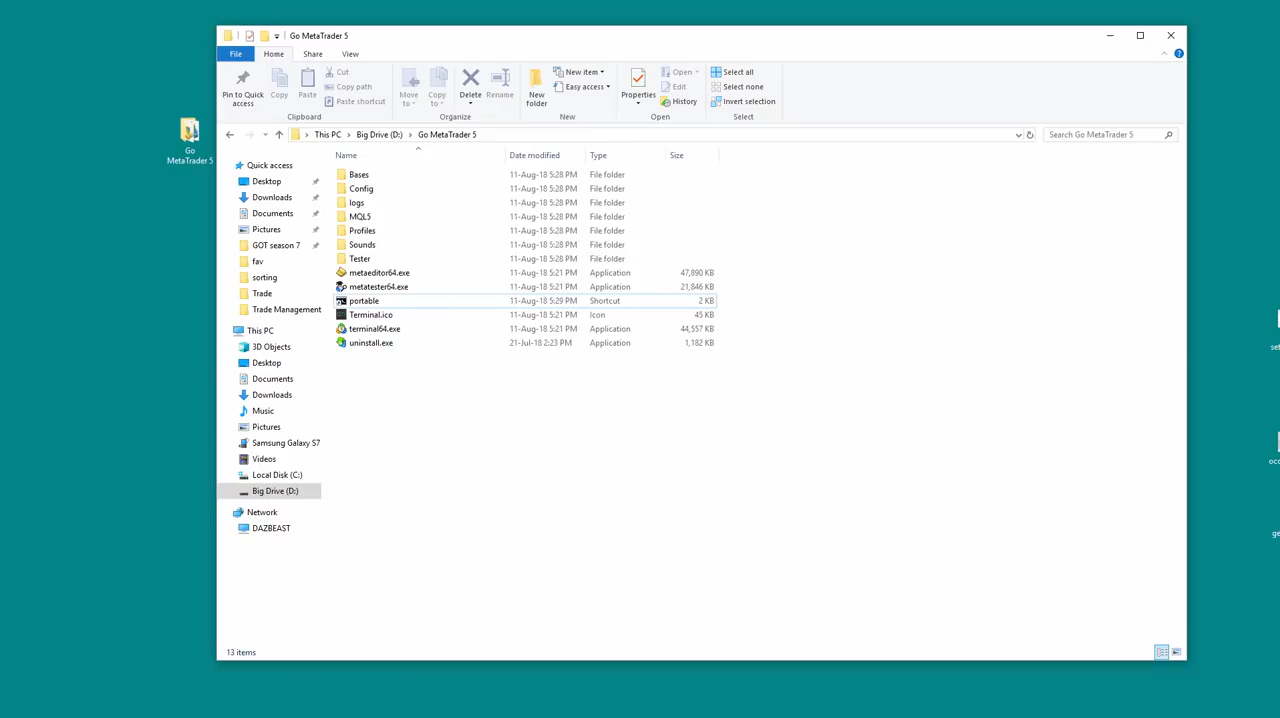 Go MetaTrader 5
File Home Share View
Pin to Quick access
Copy
Paste
Cut
Copy path
Paste shortcut
Clipboard
Move to
Copy to
Delete
Rename
Organize
New folder
New item
Easy access
New
Properties
Open
Edit
History
Open
Select all
Select none
Invert selection
Select
This PC Big Drive (D:) Go MetaTrader 5
Search Go MetaTrader 5
Go
MetaTrader 5
Quick access
Desktop
Downloads
Documents
Pictures
GOT season 7
fav
sorting
Trade
Trade Management
This PC
3D Objects
Desktop
Documents
Downloads
Music
Pictures
Samsung Galaxy S7
Videos
Local Disk (C:)
Big Drive (D:)
Network
DAZBEAST
Name Date modified Type Size
Bases 11-Aug-18 5:28 PM File folder
Config 11-Aug-18 5:28 PM File folder
logs 11-Aug-18 5:28 PM File folder
MQL5 11-Aug-18 5:28 PM File folder
Profiles 11-Aug-18 5:28 PM File folder
Sounds 11-Aug-18 5:28 PM File folder
Tester 11-Aug-18 5:28 PM File folder
metaeditor64.exe 11-Aug-18 5:21 PM Application 47,890 KB
metatester64.exe 11-Aug-18 5:21 PM Application 21,846 KB
portable 11-Aug-18 5:29 PM Shortcut 2 KB
Terminal.ico 11-Aug-18 5:21 PM Icon 45 KB
terminal64.exe 11-Aug-18 5:21 PM Application 44,557 KB
uninstall.exe 21-Jul-18 2:23 PM Application 1,182 KB
13 items